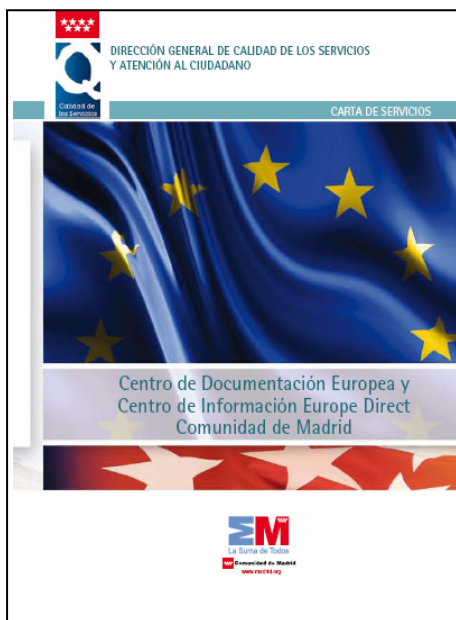 DIRECCIÓN GENERAL DE CALIDAD DE LOS SERVICIOS
Y ATENCIÓN AL CIUDADANO
Calidad de
los Servicios
CARTA DE SERVICIOS
Centro de Documentación Europea y
Centro de Información Europe Direct
Comunidad de Madrid
EM
La Suma de Todos
Comunidad de Madrid
www.madrid.org